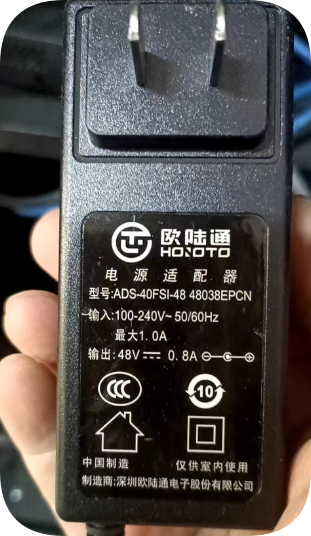 欧陆通
HONOTO
电源适配器
型号:ADS-40FSI-48 48038EPCN
输入:100-240V~ 50/60Hz
最大1.0A
输出:48V⎓ 0.8A
CCC
10
中国制造 仅供室内使用
制造商:深圳欧陆通电子股份有限公司